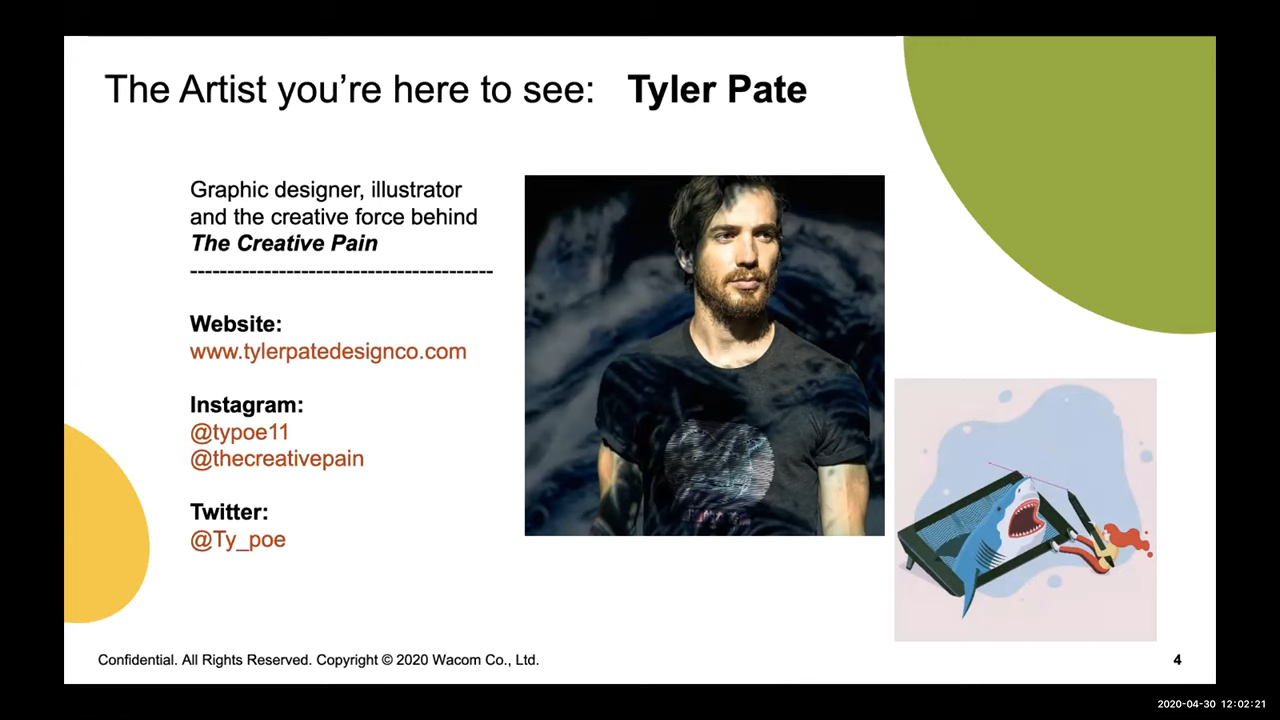 The Artist you’re here to see: Tyler Pate
Graphic designer, illustrator
and the creative force behind
The Creative Pain
-----------------------------------------
Website:
www.tylerpatedesignco.com
Instagram:
@typoe11
@thecreativepain
Twitter:
@Ty_poe
Confidential. All Rights Reserved. Copyright © 2020 Wacom Co., Ltd.
4
2020-04-30 12:02:21